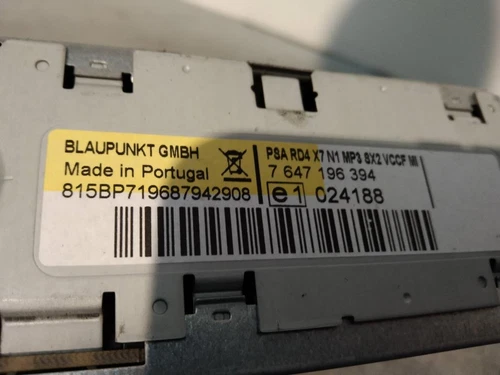 BLAUPUNKT GMBH
Made in Portugal
815BP719687942908
PSA RD4 X7 N1 MP3 SX2 VCCF MI
7 647 196 394
e1 024188